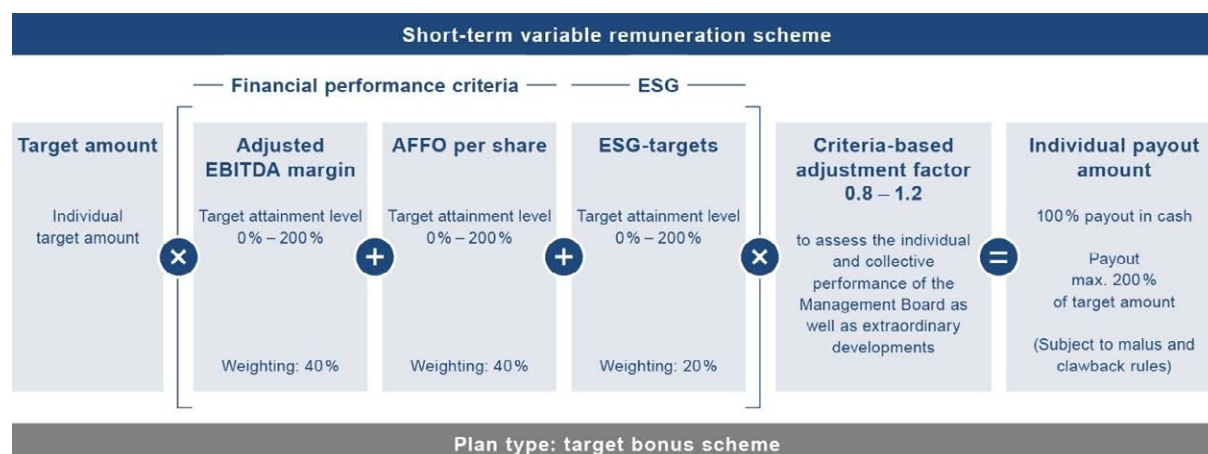 Short-term variable remuneration scheme
Financial performance criteria
ESG
Target amount
Individual
target amount
×
Adjusted
EBITDA margin
Target attainment level
0% – 200%
Weighting: 40%
+
AFFO per share
Target attainment level
0% – 200%
Weighting: 40%
+
ESG-targets
Target attainment level
0% – 200%
Weighting: 20%
×
Criteria-based
adjustment factor
0.8 – 1.2
to assess the individual
and collective
performance of the
Management Board as
well as extraordinary
developments
=
Individual payout
amount
100% payout in cash
Payout
max. 200%
of target amount
(Subject to malus and
clawback rules)
Plan type: target bonus scheme